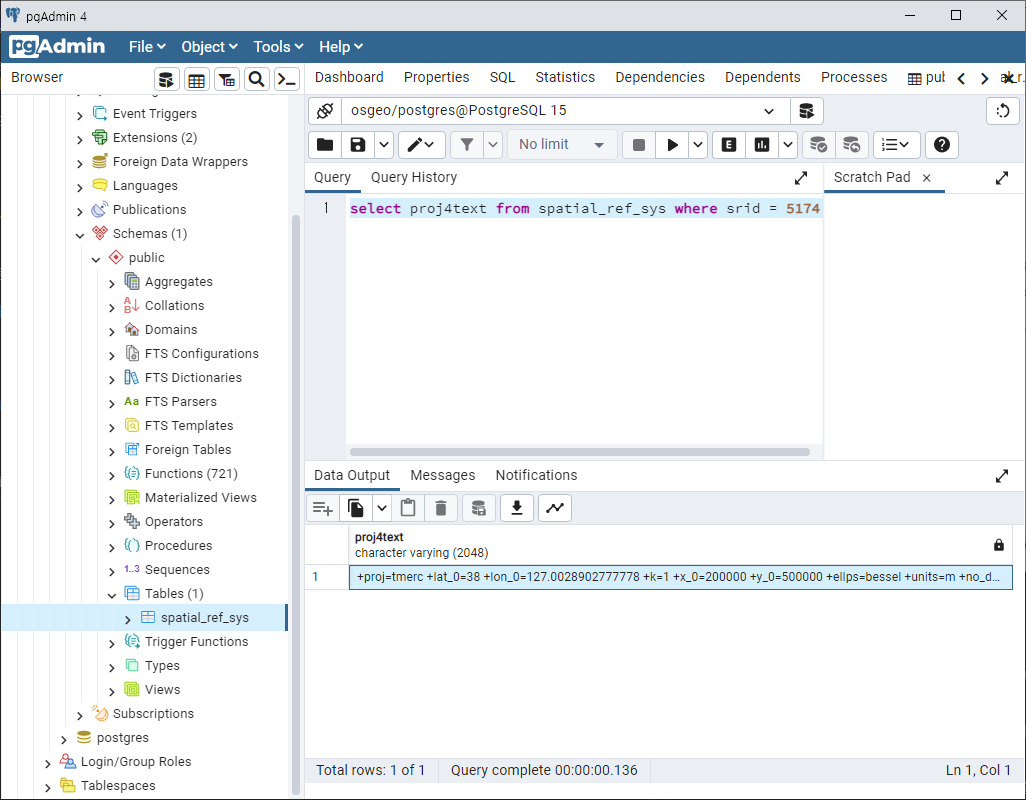 pgAdmin 4
pgAdmin File Object Tools Help
Browser
Event Triggers
Extensions (2)
Foreign Data Wrappers
Languages
Publications
Schemas (1)
public
Aggregates
Collations
Domains
FTS Configurations
FTS Dictionaries
Aa FTS Parsers
FTS Templates
Foreign Tables
Functions (721)
Materialized Views
Operators
Procedures
1..3 Sequences
Tables (1)
spatial_ref_sys
Trigger Functions
Types
Views
Subscriptions
postgres
Login/Group Roles
Tablespaces
Dashboard Properties SQL Statistics Dependencies Dependents Processes
osgeo/postgres@PostgreSQL 15
No limit E
Query Query History Scratch Pad
1 select proj4text from spatial_ref_sys where srid = 5174
Data Output Messages Notifications
proj4text
character varying (2048)
1 +proj=tmerc +lat_0=38 +lon_0=127.0028902777778 +k=1 +x_0=200000 +y_0=500000 +ellps=bessel +units=m +no_d...
Total rows: 1 of 1 Query complete 00:00:00.136 Ln 1, Col 1